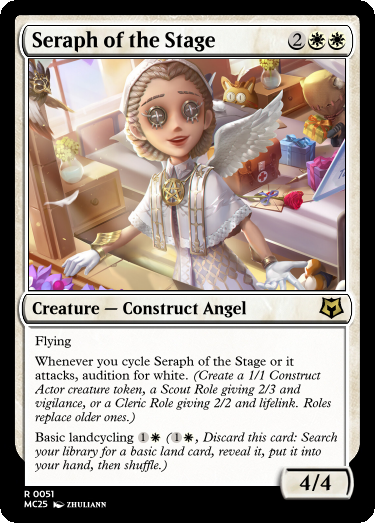 Seraph of the Stage 2
Creature — Construct Angel
Flying
Whenever you cycle Seraph of the Stage or it
attacks, audition for white. (Create a 1/1 Construct
Actor creature token, a Scout Role giving 2/3 and
vigilance, or a Cleric Role giving 2/2 and lifelink. Roles
replace older ones.)
Basic landcycling 1 (1, Discard this card: Search
your library for a basic land card, reveal it, put it into
your hand, then shuffle.)
4/4
R 0051
MC25 ZHULIANN